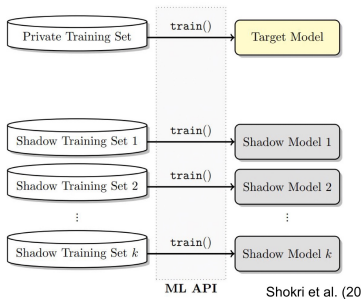 Private Training Set train() Target Model
Shadow Training Set 1 train() Shadow Model 1
Shadow Training Set 2 train() Shadow Model 2
⋮ ⋮
Shadow Training Set k train() Shadow Model k
ML API
Shokri et al. (20